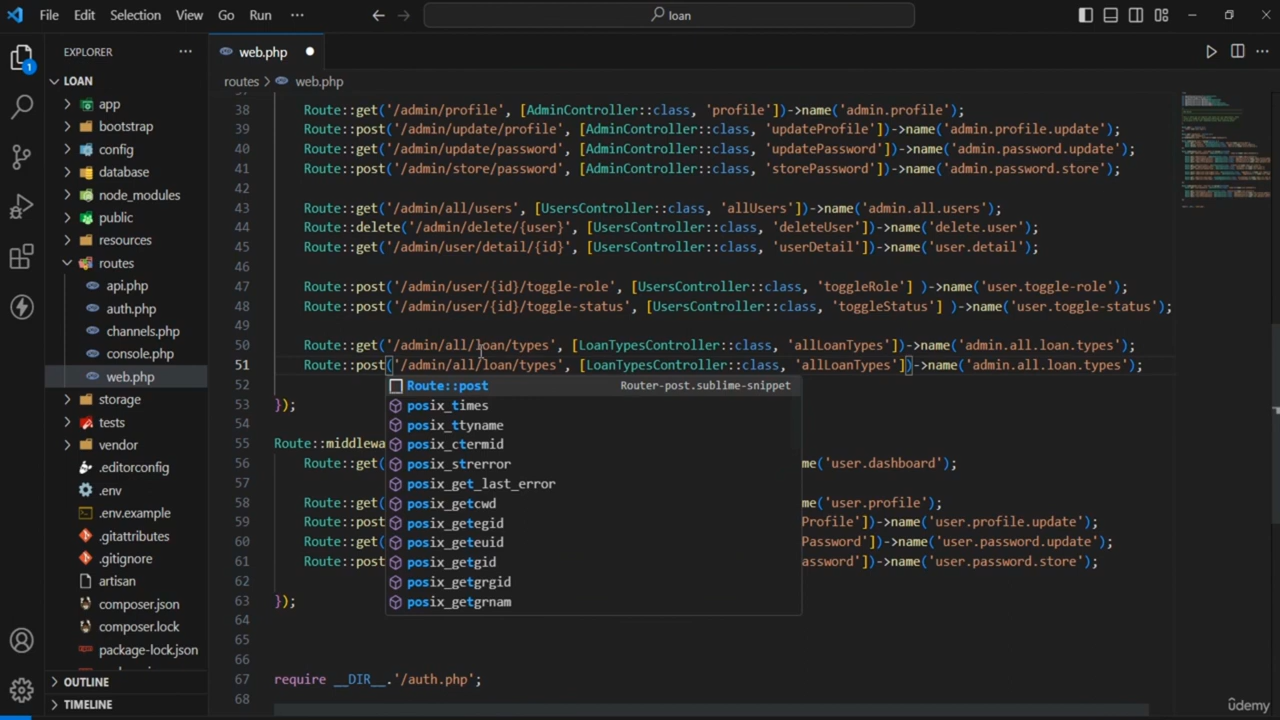 File Edit Selection View Go Run ··· loan
EXPLORER ··· web.php
LOAN routes > web.php
app
bootstrap
config
database
node_modules
public
resources
routes
api.php
auth.php
channels.php
console.php
web.php
storage
tests
vendor
.editorconfig
.env
.env.example
.gitattributes
.gitignore
artisan
composer.json
composer.lock
package-lock.json
OUTLINE
TIMELINE
38 Route::get('/admin/profile', [AdminController::class, 'profile'])->name('admin.profile');
39 Route::post('/admin/update/profile', [AdminController::class, 'updateProfile'])->name('admin.profile.update');
40 Route::get('/admin/update/password', [AdminController::class, 'updatePassword'])->name('admin.password.update');
41 Route::post('/admin/store/password', [AdminController::class, 'storePassword'])->name('admin.password.store');
42
43 Route::get('/admin/all/users', [UsersController::class, 'allUsers'])->name('admin.all.users');
44 Route::delete('/admin/delete/{user}', [UsersController::class, 'deleteUser'])->name('delete.user');
45 Route::get('/admin/user/detail/{id}', [UsersController::class, 'userDetail'])->name('user.detail');
46
47 Route::post('/admin/user/{id}/toggle-role', [UsersController::class, 'toggleRole'] )->name('user.toggle-role');
48 Route::post('/admin/user/{id}/toggle-status', [UsersController::class, 'toggleStatus'] )->name('user.toggle-status');
49
50 Route::get('/admin/all/loan/types', [LoanTypesController::class, 'allLoanTypes'])->name('admin.all.loan.types');
51 Route::post('/admin/all/loan/types', [LoanTypesController::class, 'allLoanTypes'])->name('admin.all.loan.types');
52 Route::post Router-post.sublime-snippet
53 }); posix_times
54 posix_ttyname
55 Route::middlewa posix_ctermid
56 Route::get( posix_strerror me('user.dashboard');
57 posix_get_last_error
58 Route::get( posix_getcwd me('user.profile');
59 Route::post posix_getegid Profile'])->name('user.profile.update');
60 Route::get( posix_geteuid Password'])->name('user.password.update');
61 Route::post posix_getgid assword'])->name('user.password.store');
62 posix_getgrgid
63 }); posix_getgrnam
64
65
66
67 require __DIR__.'/auth.php';
68
ûdemy